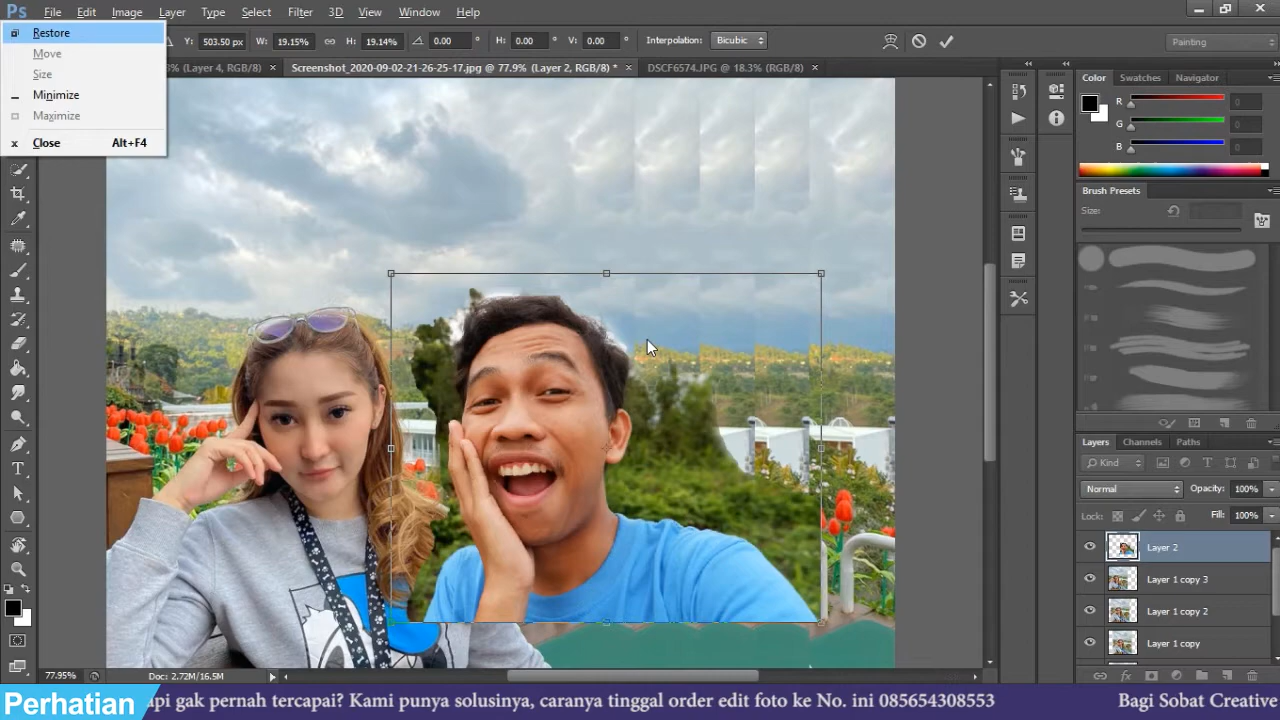 Ps File Edit Image Layer Type Select Filter 3D View Window Help
Restore
Move
Size
Minimize
Maximize
Close Alt+F4
Y: 503.50 px W: 19.15% H: 19.14% 0.00 ° H: 0.00 ° V: 0.00 ° Interpolation: Bicubic
Painting
% (Layer 4, RGB/8) × Screenshot_2020-09-02-21-26-25-17.jpg @ 77.9% (Layer 2, RGB/8) * × DSCF6574.JPG @ 18.3% (RGB/8) ×
Color Swatches Navigator
R 0
G 0
B 0
Brush Presets
Size:
Layers Channels Paths
Kind
Normal Opacity: 100%
Lock: Fill: 100%
Layer 2
Layer 1 copy 3
Layer 1 copy 2
Layer 1 copy
77.95% Doc: 2.72M/16.5M
Perhatian api gak pernah tercapai? Kami punya solusinya, caranya tinggal order edit foto ke No. ini 085654308553 Bagi Sobat Creative